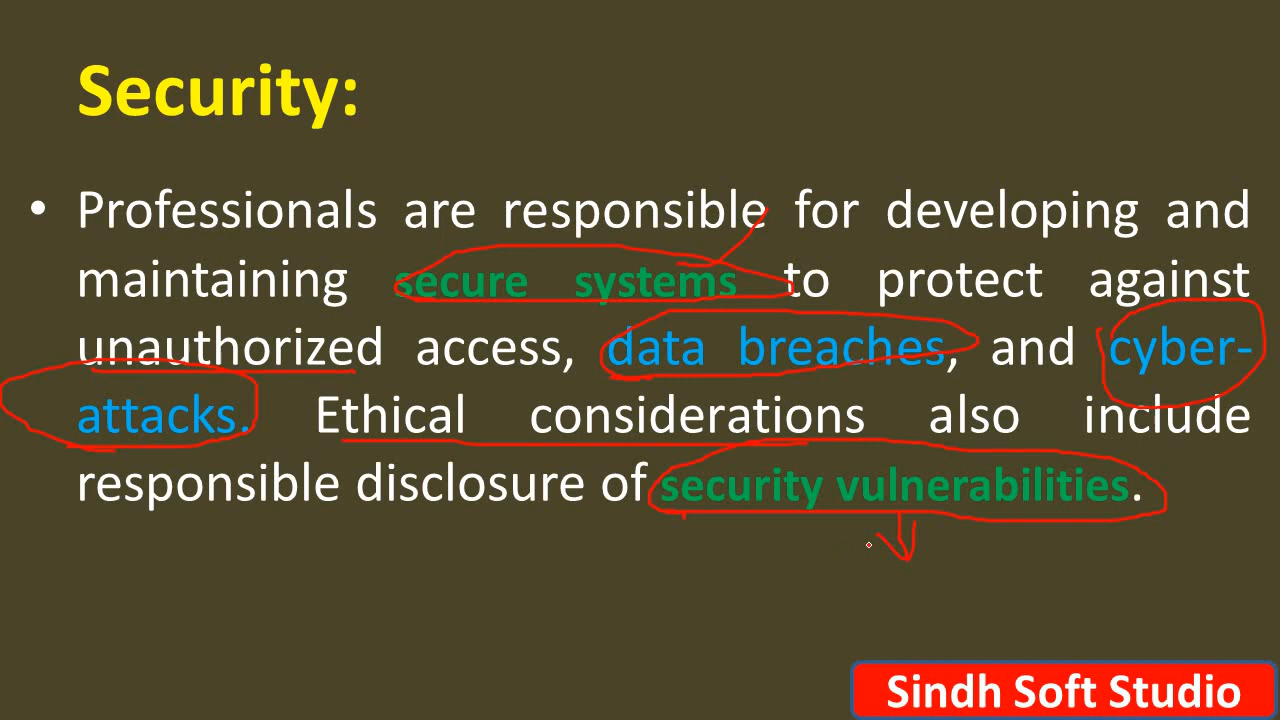 Security:
• Professionals are responsible for developing and
maintaining secure systems to protect against
unauthorized access, data breaches, and cyber-
attacks. Ethical considerations also include
responsible disclosure of security vulnerabilities.
Sindh Soft Studio